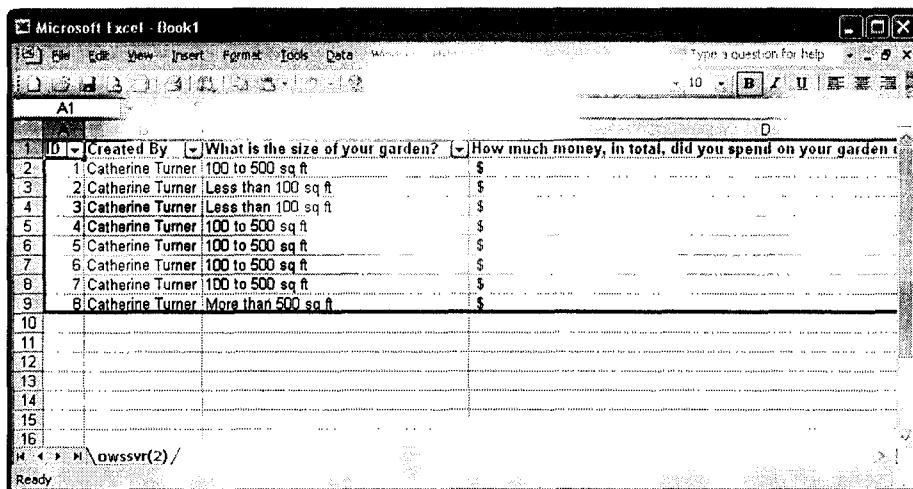 Microsoft Excel - Book1
File Edit View Insert Format Tools Data
Type a question for help
10 B I U
A1
D
1 ID Created By What is the size of your garden? How much money, in total, did you spend on your garden
2 1 Catherine Turner 100 to 500 sq ft $
3 2 Catherine Turner Less than 100 sq ft $
4 3 Catherine Turner Less than 100 sq ft $
5 4 Catherine Turner 100 to 500 sq ft $
6 5 Catherine Turner 100 to 500 sq ft $
7 6 Catherine Turner 100 to 500 sq ft $
8 7 Catherine Turner 100 to 500 sq ft $
9 8 Catherine Turner More than 500 sq ft $
10
11
12
13
14
15
16
owssvr(2)
Ready